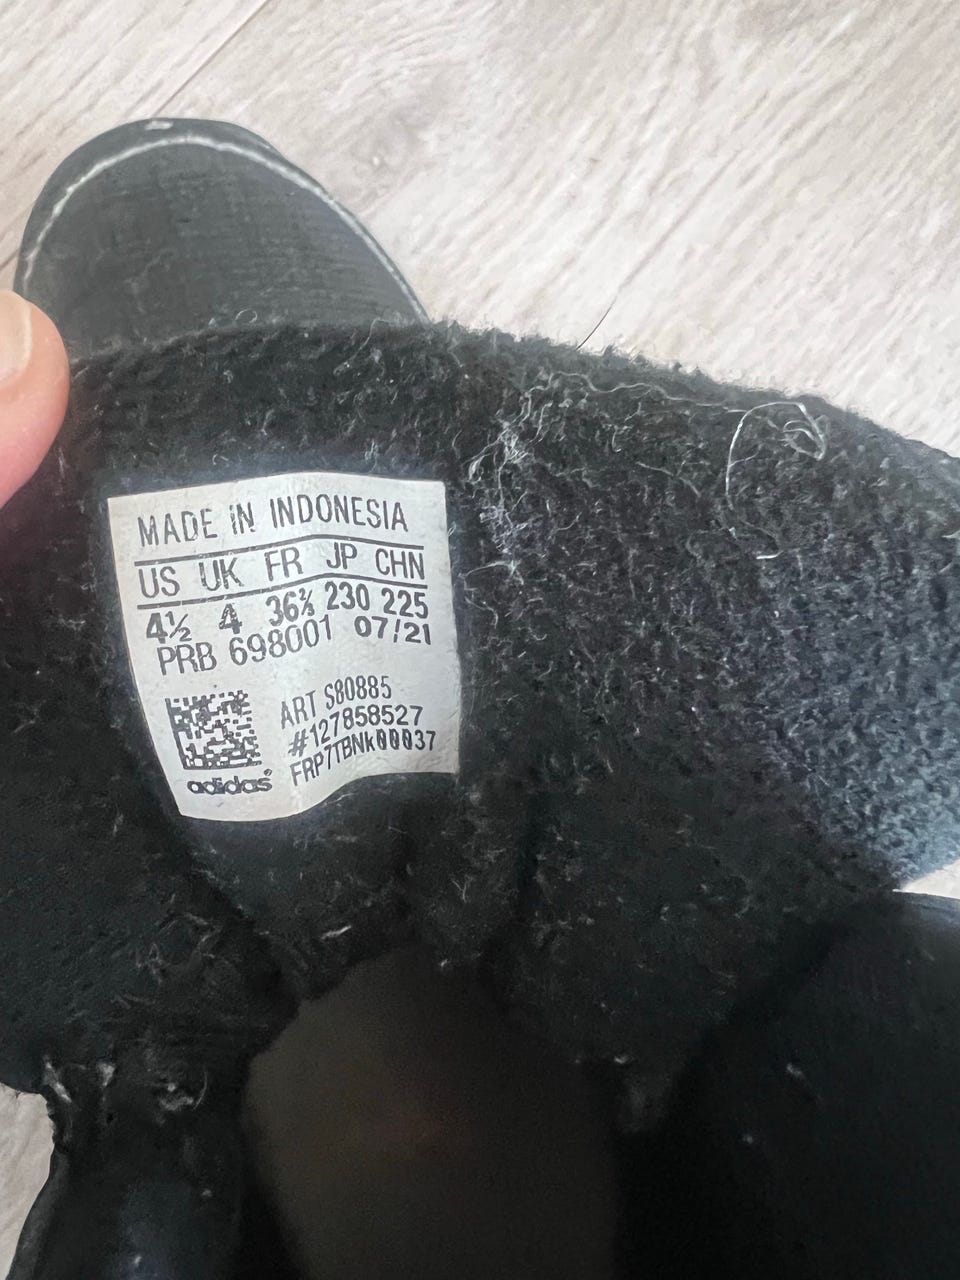 MADE IN INDONESIA
US UK FR JP CHN
4½ 4 36⅔ 230 225
PRB 698001 07/21
ART S80885
#127858527
FRP7TBNK00037
adidas®